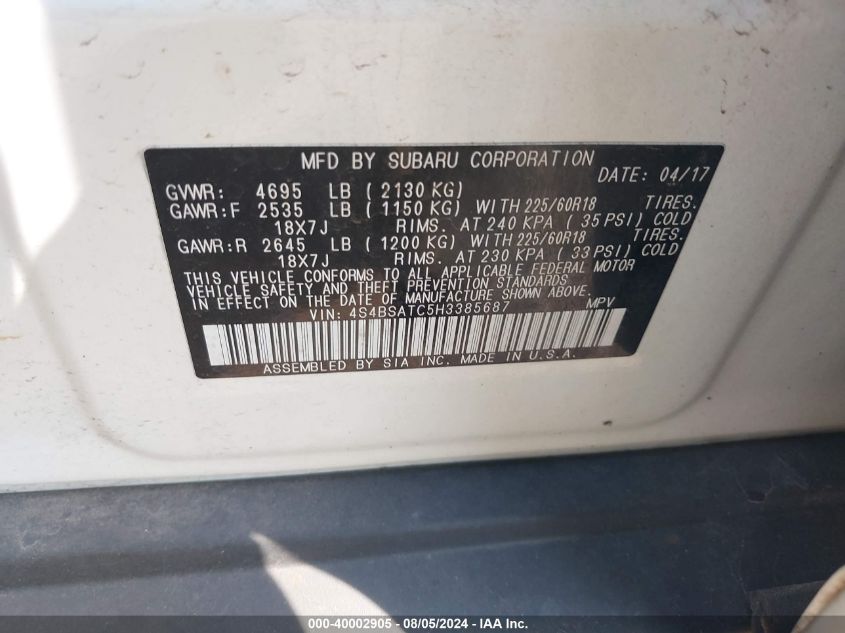 MFD BY SUBARU CORPORATION
DATE: 04/17
GVWR: 4695 LB ( 2130 KG)
GAWR:F 2535 LB ( 1150 KG) WITH 225/60R18 TIRES.
18X7J RIMS. AT 240 KPA ( 35 PSI) COLD
GAWR:R 2645 LB ( 1200 KG) WITH 225/60R18 TIRES.
18X7J RIMS. AT 230 KPA ( 33 PSI) COLD
THIS VEHICLE CONFORMS TO ALL APPLICABLE FEDERAL MOTOR
VEHICLE SAFETY AND THEFT PREVENTION STANDARDS
IN EFFECT ON THE DATE OF MANUFACTURE SHOWN ABOVE.
VIN: 4S4BSATC5H3385687 MPV
ASSEMBLED BY SIA INC. MADE IN U.S.A.
000-40002905 - 08/05/2024 - IAA Inc.